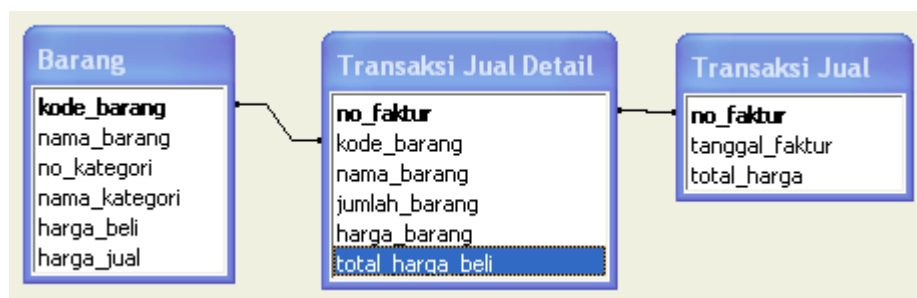 Barang
kode_barang
nama_barang
no_kategori
nama_kategori
harga_beli
harga_jual
Transaksi Jual Detail
no_faktur
kode_barang
nama_barang
jumlah_barang
harga_barang
total_harga_beli
Transaksi Jual
no_faktur
tanggal_faktur
total_harga